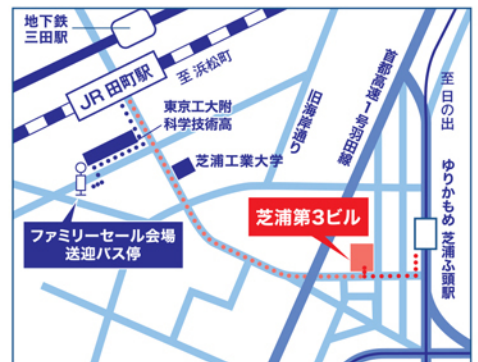 地下鉄
三田駅
JR 田町駅
至 浜松町
東京工大附
科学技術高
芝浦工業大学
旧海岸通り
首都高速1号羽田線
至 日の出
ゆりかもめ 芝浦ふ頭駅
芝浦第3ビル
ファミリーセール会場
送迎バス停